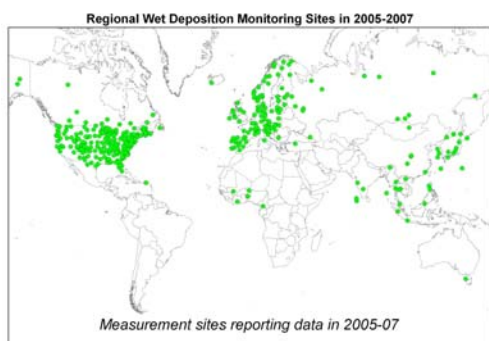 Regional Wet Deposition Monitoring Sites in 2005-2007
Measurement sites reporting data in 2005-07